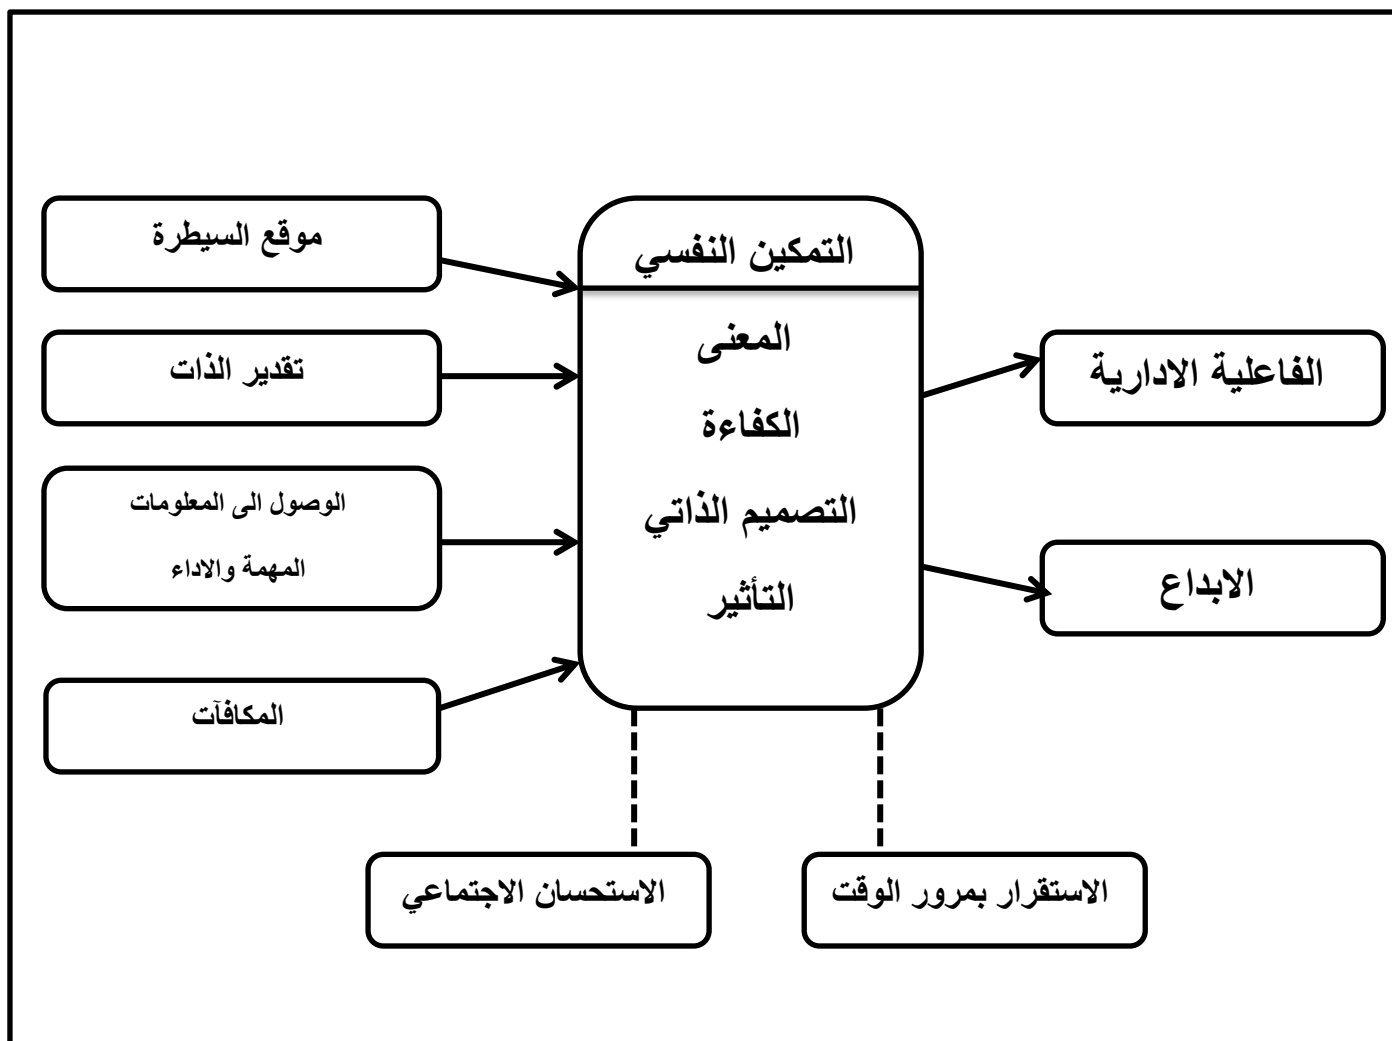 موقع السيطرة
تقدير الذات
الوصول الى المعلومات
المهمة والاداء
المكافآت
التمكين النفسي
المعنى
الكفاءة
التصميم الذاتي
التأثير
الفاعلية الادارية
الابداع
الاستحسان الاجتماعي
الاستقرار بمرور الوقت